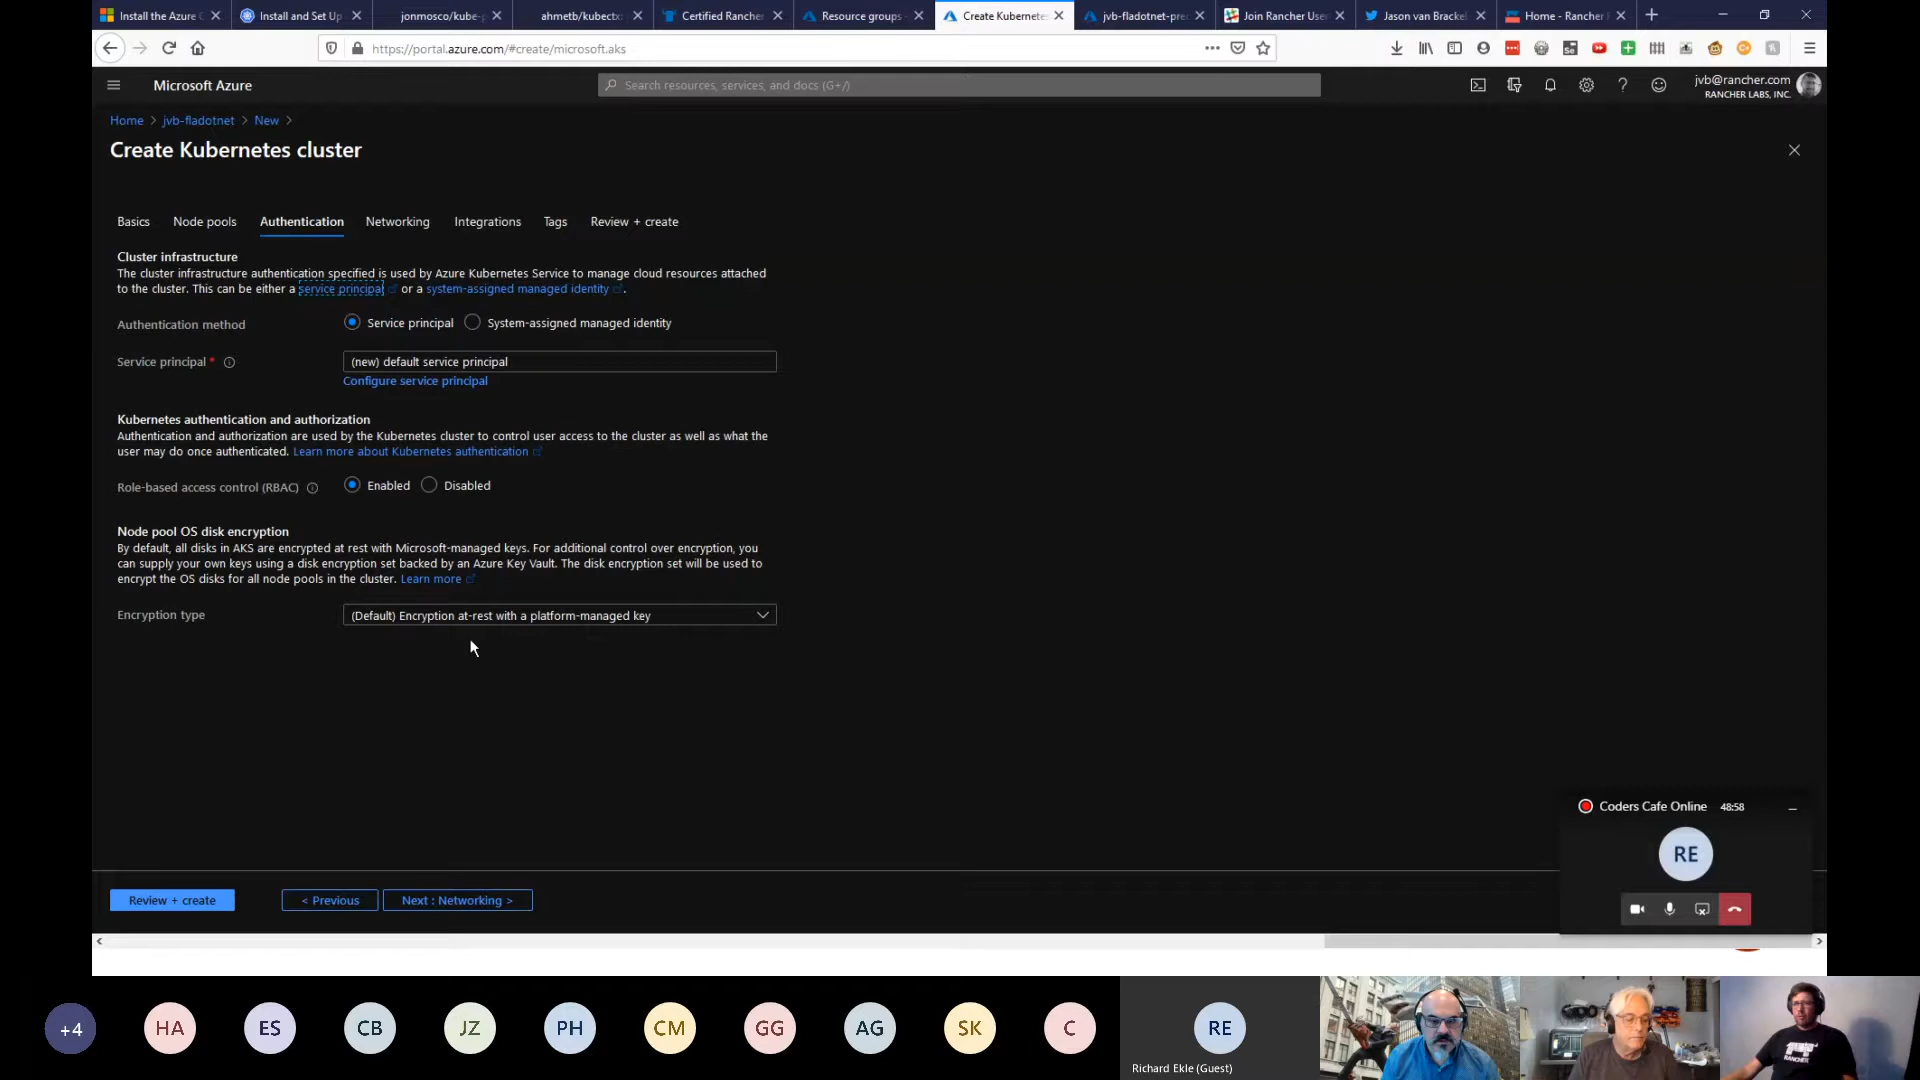 Install the Azure C
Install and Set Up
jonmosco/kube-p
ahmetb/kubectx:
Certified Rancher
Resource groups -
Create Kubernetes
jvb-fladotnet-prec
Join Rancher User
Jason van Brackel
Home - Rancher
https://portal.azure.com/#create/microsoft.aks
Microsoft Azure
Search resources, services, and docs (G+/)
jvb@rancher.com
RANCHER LABS, INC.
Home > jvb-fladotnet > New >
Create Kubernetes cluster
Basics Node pools Authentication Networking Integrations Tags Review + create
Cluster infrastructure
The cluster infrastructure authentication specified is used by Azure Kubernetes Service to manage cloud resources attached
to the cluster. This can be either a service principal or a system-assigned managed identity .
Authentication method Service principal System-assigned managed identity
Service principal * (new) default service principal
Configure service principal
Kubernetes authentication and authorization
Authentication and authorization are used by the Kubernetes cluster to control user access to the cluster as well as what the
user may do once authenticated. Learn more about Kubernetes authentication
Role-based access control (RBAC) Enabled Disabled
Node pool OS disk encryption
By default, all disks in AKS are encrypted at rest with Microsoft-managed keys. For additional control over encryption, you
can supply your own keys using a disk encryption set backed by an Azure Key Vault. The disk encryption set will be used to
encrypt the OS disks for all node pools in the cluster. Learn more
Encryption type (Default) Encryption at-rest with a platform-managed key
Coders Cafe Online 48:58
RE
Review + create < Previous Next : Networking >
+4 HA ES CB JZ PH CM GG AG SK C RE
Richard Ekle (Guest)
RANCHER